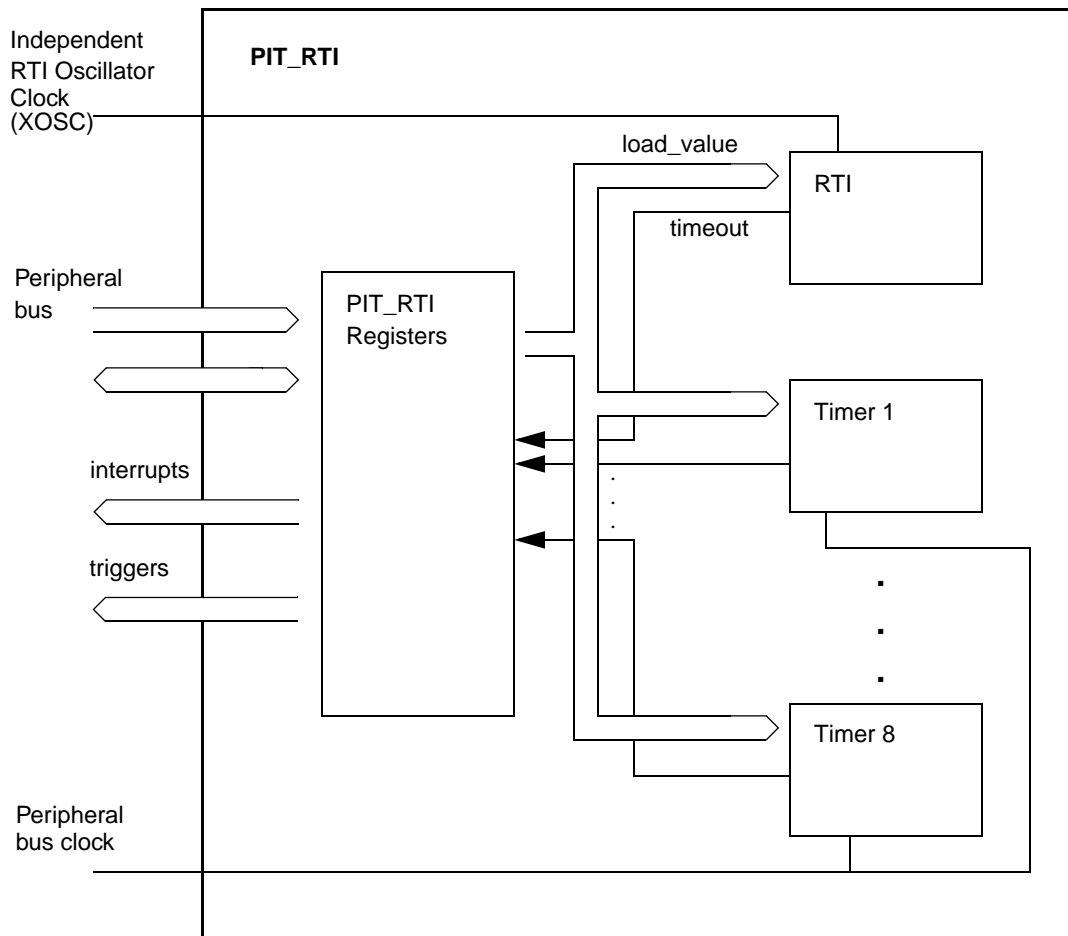 Independent
RTI Oscillator
Clock
(XOSC)
PIT_RTI
load_value
RTI
timeout
Peripheral
bus
PIT_RTI
Registers
Timer 1
interrupts
triggers
Timer 8
Peripheral
bus clock